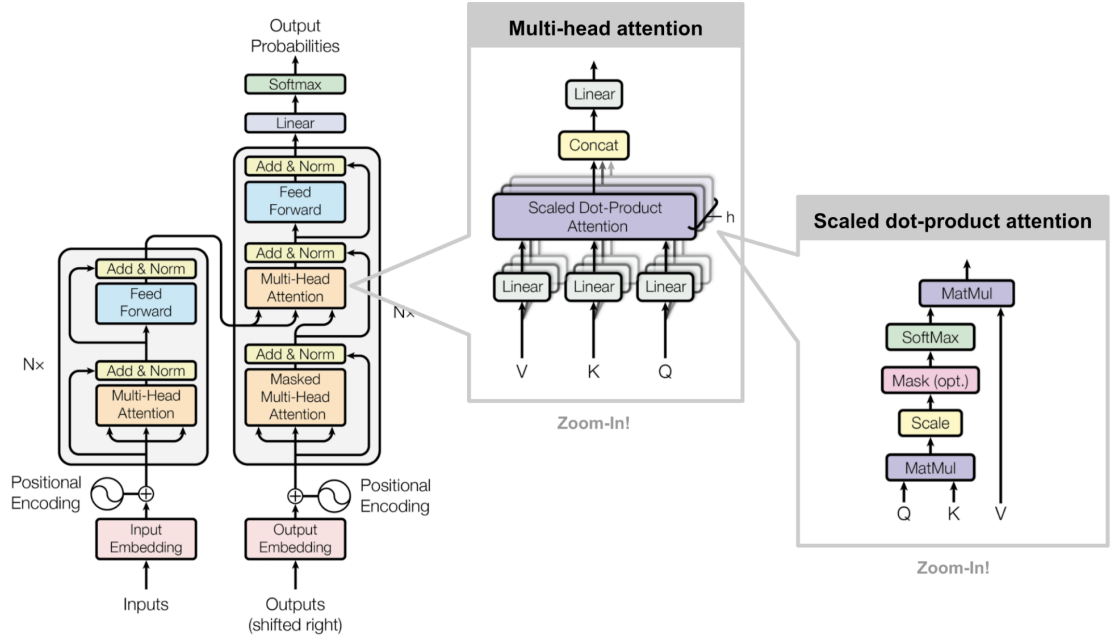 Output
Probabilities
Softmax
Linear
Add & Norm
Feed
Forward
Add & Norm
Multi-Head
Attention
Add & Norm
Masked
Multi-Head
Attention
Nx
Positional
Encoding
Output
Embedding
Outputs
(shifted right)
Add & Norm
Feed
Forward
Add & Norm
Multi-Head
Attention
Nx
Positional
Encoding
Input
Embedding
Inputs
Multi-head attention
Linear
Concat
Scaled Dot-Product
Attention
h
Linear
Linear
Linear
V
K
Q
Zoom-In!
Scaled dot-product attention
MatMul
SoftMax
Mask (opt.)
Scale
MatMul
Q
K
V
Zoom-In!